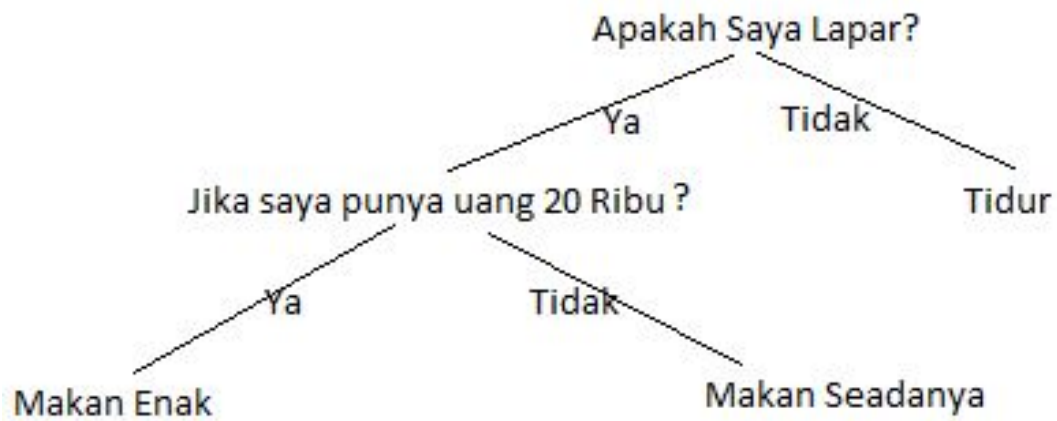 Apakah Saya Lapar?
Ya
Tidak
Jika saya punya uang 20 Ribu ?
Tidur
Ya
Tidak
Makan Enak
Makan Seadanya